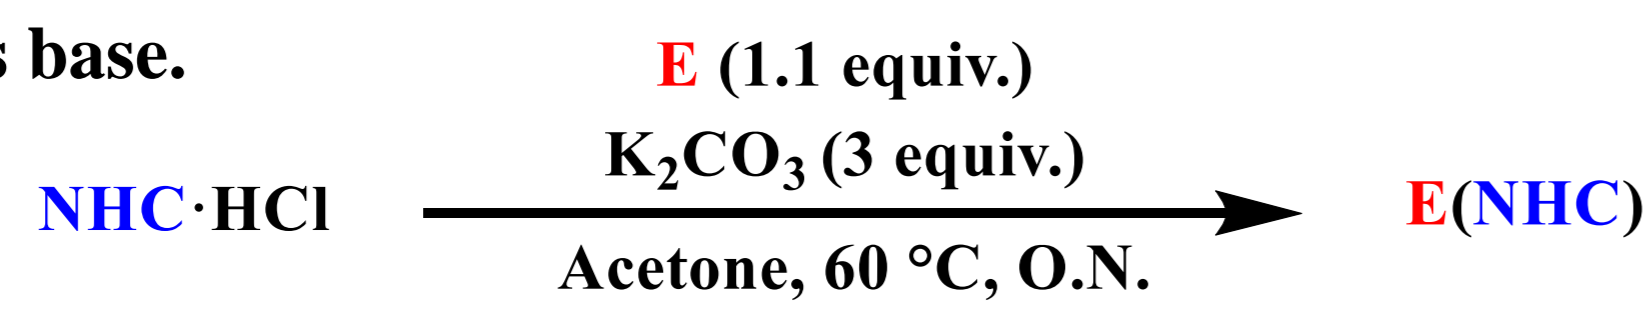 s base.
E (1.1 equiv.)
K₂CO₃ (3 equiv.)
NHC·HCl
E(NHC)
Acetone, 60 °C, O.N.